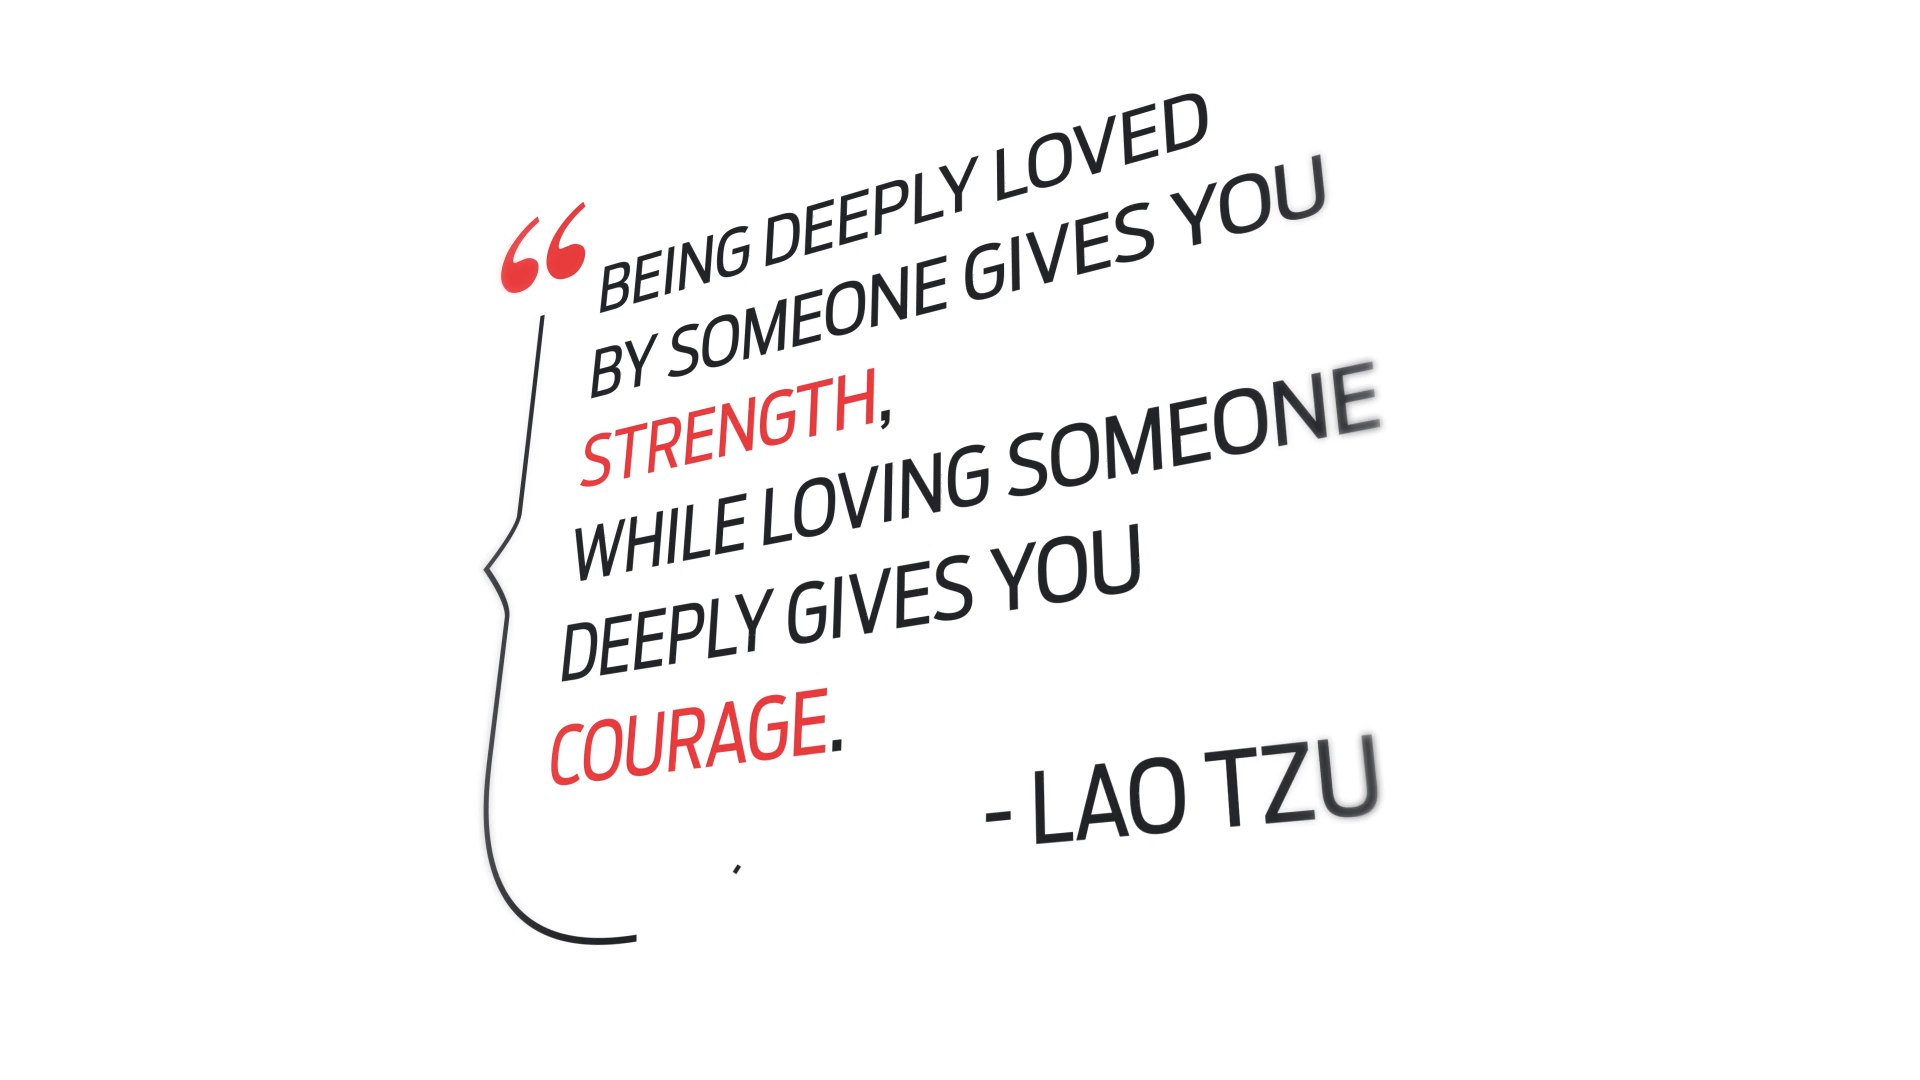 “BEING DEEPLY LOVED
BY SOMEONE GIVES YOU
STRENGTH,
WHILE LOVING SOMEONE
DEEPLY GIVES YOU
COURAGE.
- LAO TZU